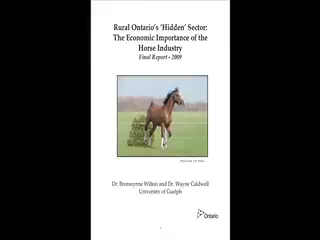 Rural Ontario's 'Hidden' Sector:
The Economic Importance of the
Horse Industry
Final Report - 2009
Dr. Bronwynne Wilton and Dr. Wayne Caldwell
University of Guelph
Ontario